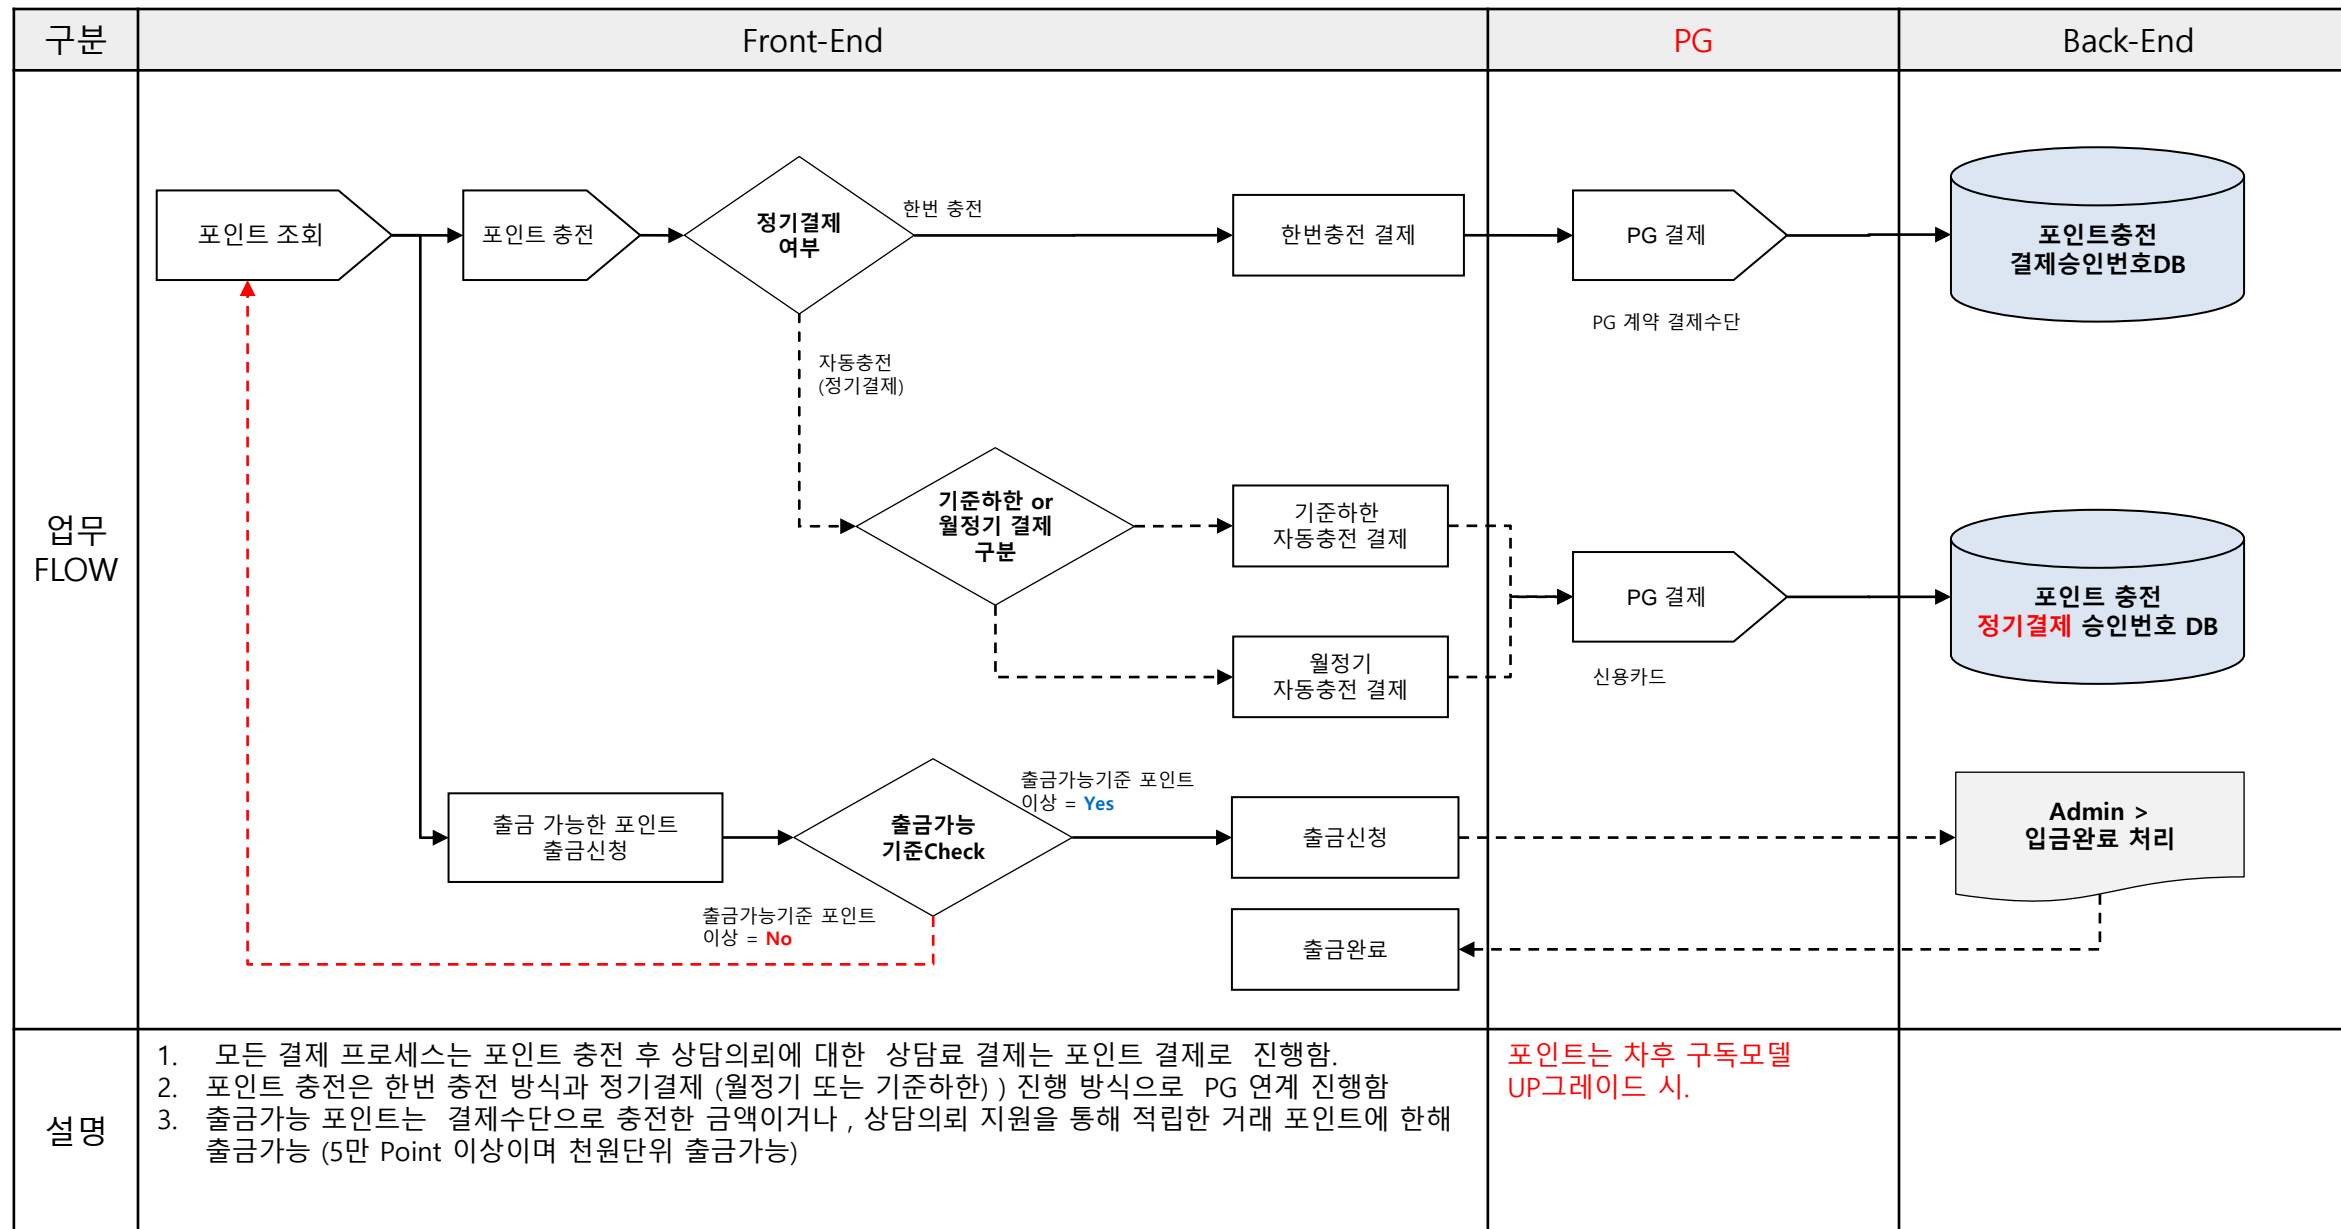 구분
Front-End
PG
Back-End
업무
FLOW
포인트 조회
포인트 충전
정기결제
여부
한번 충전
한번충전 결제
PG 결제
PG 계약 결제수단
포인트충전
결제승인번호DB
자동충전
(정기결제)
기준하한 or
월정기 결제
구분
기준하한
자동충전 결제
월정기
자동충전 결제
PG 결제
신용카드
포인트 충전
정기결제 승인번호 DB
출금 가능한 포인트
출금신청
출금가능
기준Check
출금가능기준 포인트
이상 = Yes
출금가능기준 포인트
이상 = No
출금신청
출금완료
Admin >
입금완료 처리
설명
1. 모든 결제 프로세스는 포인트 충전 후 상담의뢰에 대한 상담료 결제는 포인트 결제로 진행함.
2. 포인트 충전은 한번 충전 방식과 정기결제 (월정기 또는 기준하한) ) 진행 방식으로 PG 연계 진행함
3. 출금가능 포인트는 결제수단으로 충전한 금액이거나 , 상담의뢰 지원을 통해 적립한 거래 포인트에 한해
출금가능 (5만 Point 이상이며 천원단위 출금가능)
포인트는 차후 구독모델
UP그레이드 시.